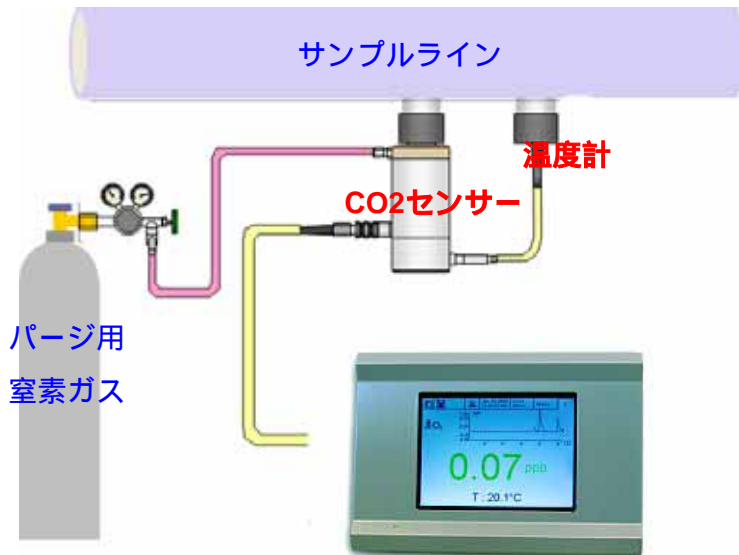 サンプルライン
温度計
CO2センサー
パージ用
窒素ガス
0.07 ppb
T : 20.1°C